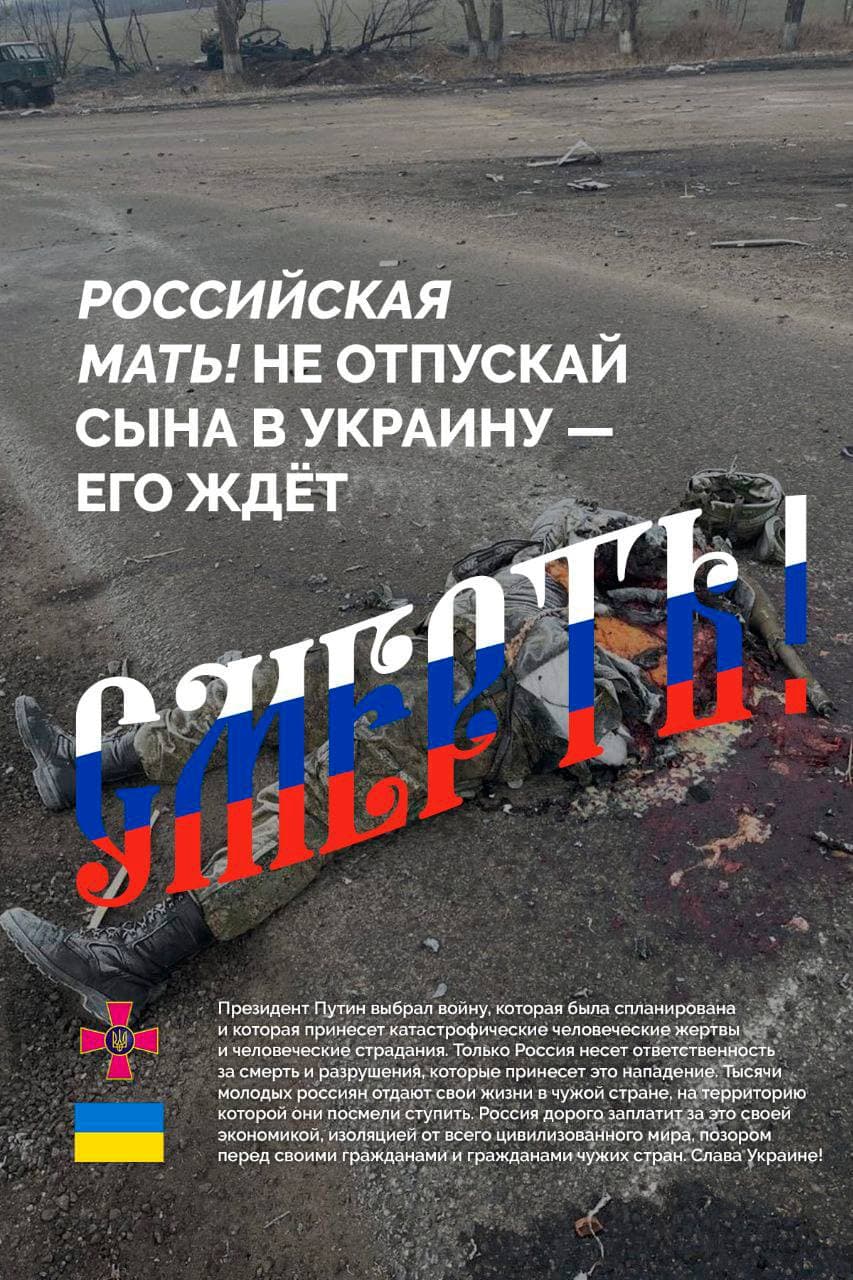 РОССИЙСКАЯ
МАТЬ! НЕ ОТПУСКАЙ
СЫНА В УКРАИНУ —
ЕГО ЖДЁТ
СМЕРТЬ!
Президент Путин выбрал войну, которая была спланирована
и которая принесет катастрофические человеческие жертвы
и человеческие страдания. Только Россия несет ответственность
за смерть и разрушения, которые принесет это нападение. Тысячи
молодых россиян отдают свои жизни в чужой стране, на территорию
которой они посмели ступить. Россия дорого заплатит за это своей
экономикой, изоляцией от всего цивилизованного мира, позором
перед своими гражданами и гражданами чужих стран. Слава Украине!